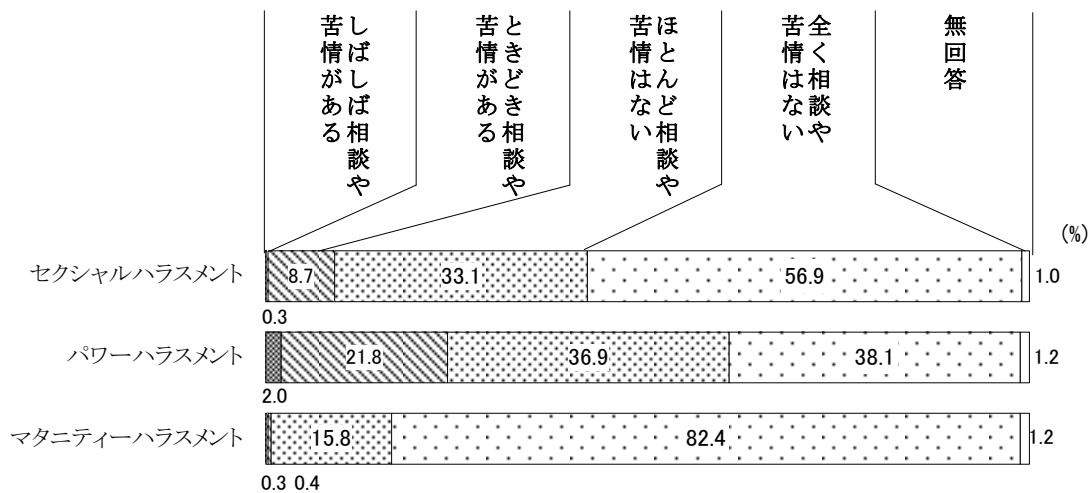 しばしば相談や
苦情がある
ときどき相談や
苦情がある
ほとんど相談や
苦情はない
全く相談や
苦情はない
無回答
(%)
セクシャルハラスメント
8.7
33.1
56.9
1.0
0.3
パワーハラスメント
21.8
36.9
38.1
1.2
2.0
マタニティーハラスメント
15.8
82.4
1.2
0.3 0.4